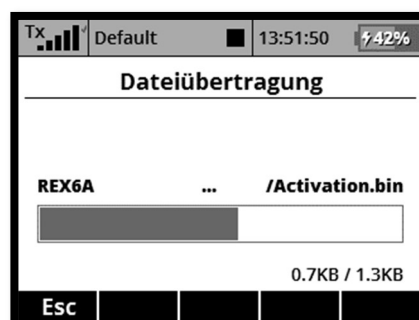 Tx Default 13:51:50 42%
Dateiübertragung
REX6A ... /Activation.bin
0.7KB / 1.3KB
Esc